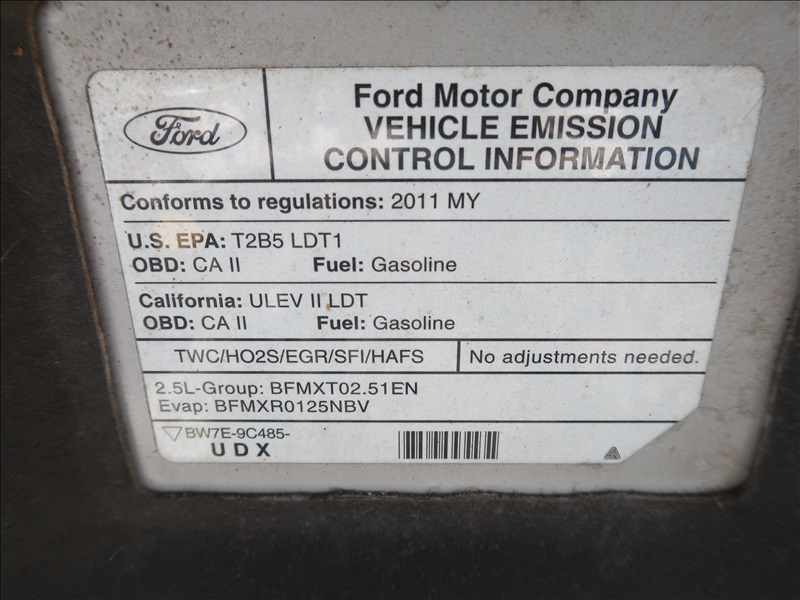 Ford
Ford Motor Company
VEHICLE EMISSION
CONTROL INFORMATION
Conforms to regulations: 2011 MY
U.S. EPA: T2B5 LDT1
OBD: CA II Fuel: Gasoline
California: ULEV II LDT
OBD: CA II Fuel: Gasoline
TWC/HO2S/EGR/SFI/HAFS No adjustments needed.
2.5L-Group: BFMXT02.51EN
Evap: BFMXR0125NBV
BW7E-9C485-
UDX